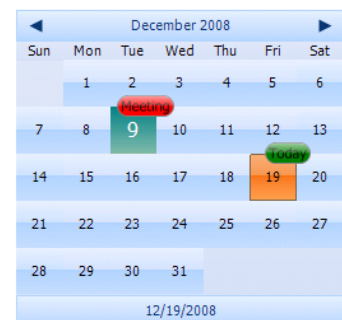 December 2008
Sun Mon Tue Wed Thu Fri Sat
1 2 3 4 5 6
Meeting
7 8 9 10 11 12 13
Today
14 15 16 17 18 19 20
21 22 23 24 25 26 27
28 29 30 31
12/19/2008